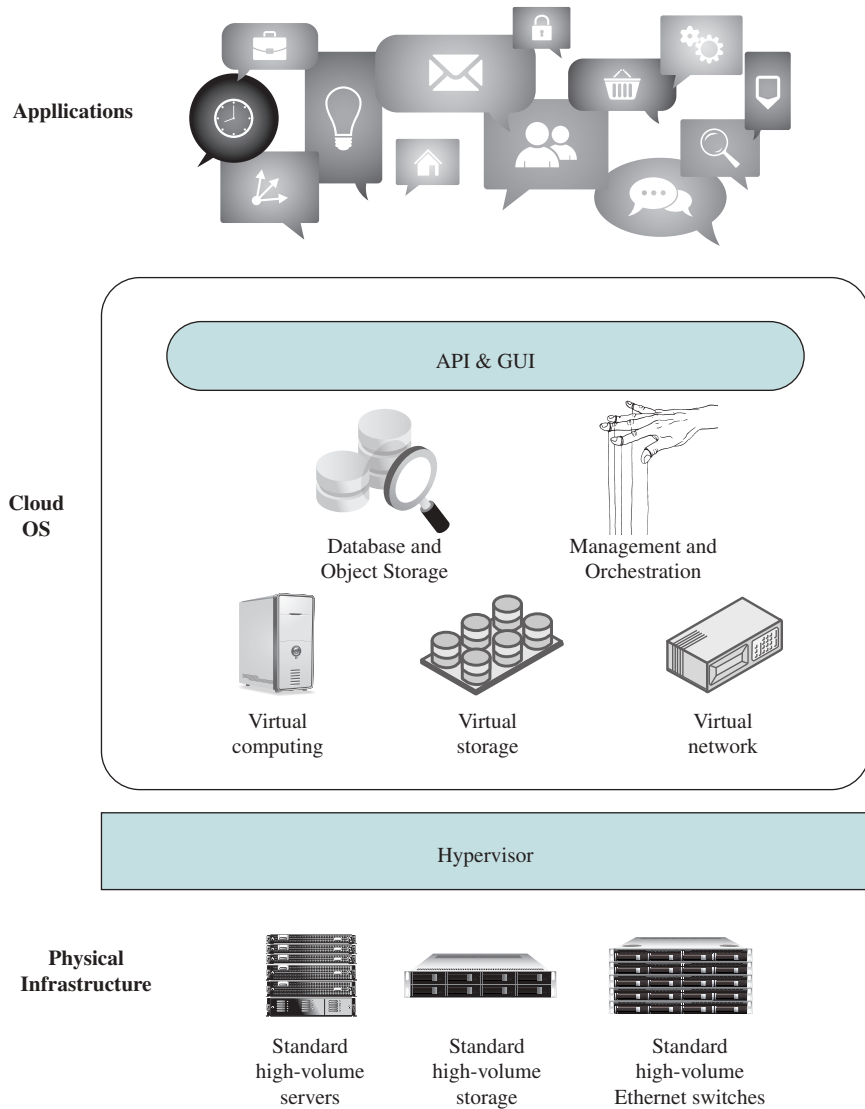 Appllications
API & GUI
Cloud
OS
Database and
Object Storage
Management and
Orchestration
Virtual
computing
Virtual
storage
Virtual
network
Hypervisor
Physical
Infrastructure
Standard
high-volume
servers
Standard
high-volume
storage
Standard
high-volume
Ethernet switches